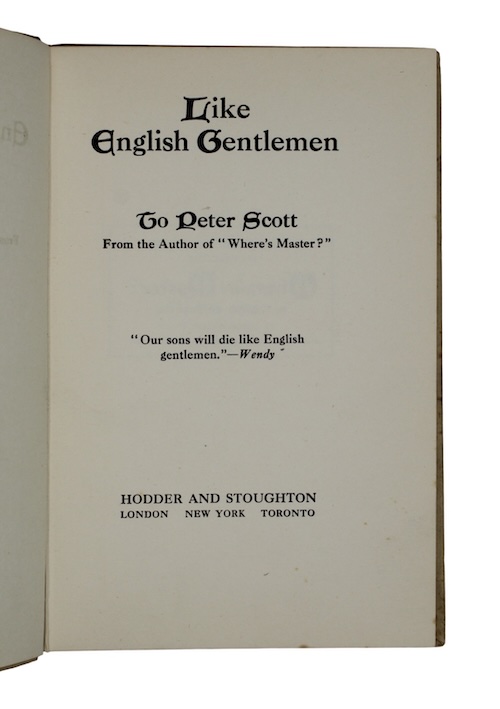 Like
English Gentlemen
To Peter Scott
From the Author of "Where's Master?"
"Our sons will die like English
gentlemen."—Wendy
HODDER AND STOUGHTON
LONDON NEW YORK TORONTO